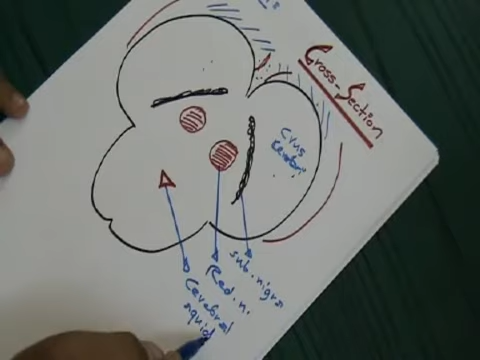 Cross-Section
Crus
Cerebri
sub.nigra
Red.n.
Cerebral
aquid